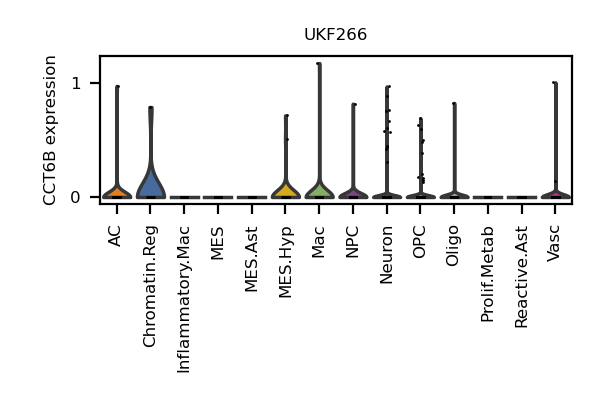 UKF266
CCT6B expression
1
0
AC
Chromatin.Reg
Inflammatory.Mac
MES
MES.Ast
MES.Hyp
Mac
NPC
Neuron
OPC
Oligo
Prolif.Metab
Reactive.Ast
Vasc